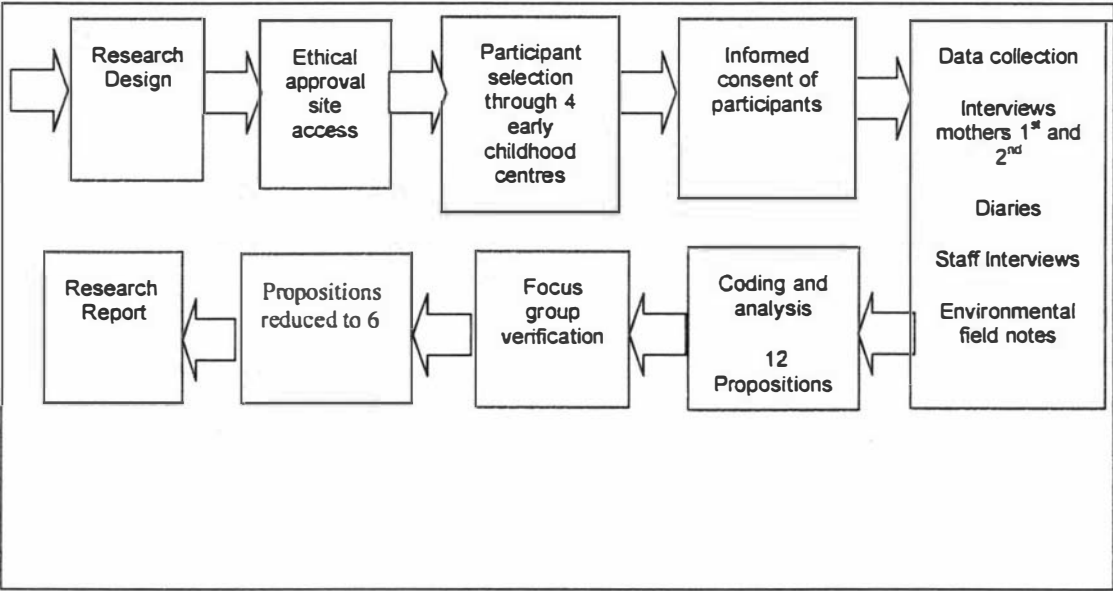 Research
Design
Ethical
approval
site
access
Participant
selection
through 4
early
childhood
centres
Informed
consent of
participants
Data collection
Interviews
mothers 1st and
2nd
Diaries
Staff Interviews
Environmental
field notes
Coding and
analysis
12
Propositions
Focus
group
verification
Propositions
reduced to 6
Research
Report